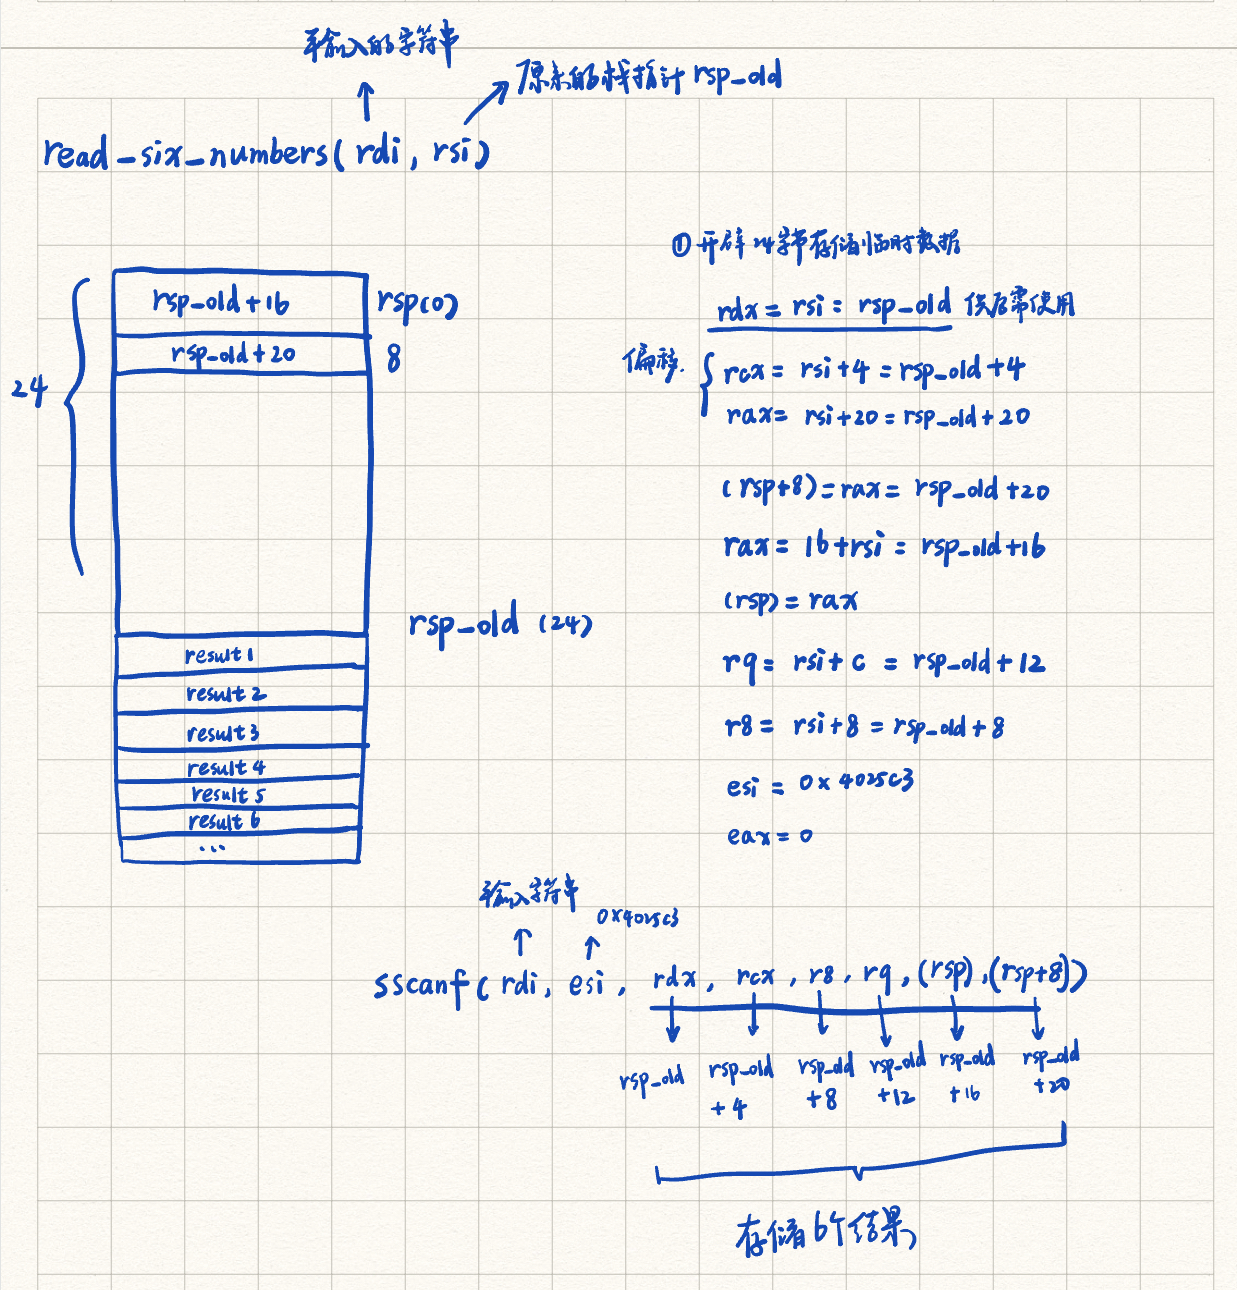 输入的字符串
原来的栈指针 rsp_old
read_six_numbers(rdi, rsi)
① 开辟24字节存储临时数据
rsp_old+16 rsp(0)
rdx = rsi = rsp_old 供后常使用
rsp_old+20 8
偏移.
rcx = rsi+4 = rsp_old+4
24
rax = rsi+20 = rsp_old+20
(rsp+8)=rax= rsp_old+20
rax = 16+rsi = rsp_old+16
(rsp)=rax
rsp_old (24)
result 1
r9 = rsi+c = rsp_old+12
result 2
result 3
r8 = rsi+8 = rsp_old+8
result 4
esi = 0x4025c3
result 5
result 6
eax = 0
...
输入字符串
0x4025c3
sscanf(rdi, esi, rdx, rcx, r8, r9, (rsp), (rsp+8))
rsp_old rsp_old+4 rsp_old+8 rsp_old+12 rsp_old+16 rsp_old+20
存储6个结果